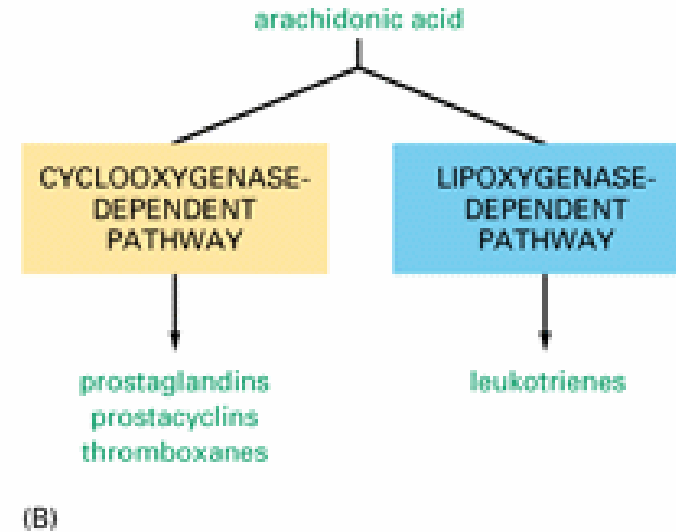 arachidonic acid
CYCLOOXYGENASE-
DEPENDENT
PATHWAY
LIPOXYGENASE-
DEPENDENT
PATHWAY
prostaglandins
prostacyclins
thromboxanes
leukotrienes
(B)